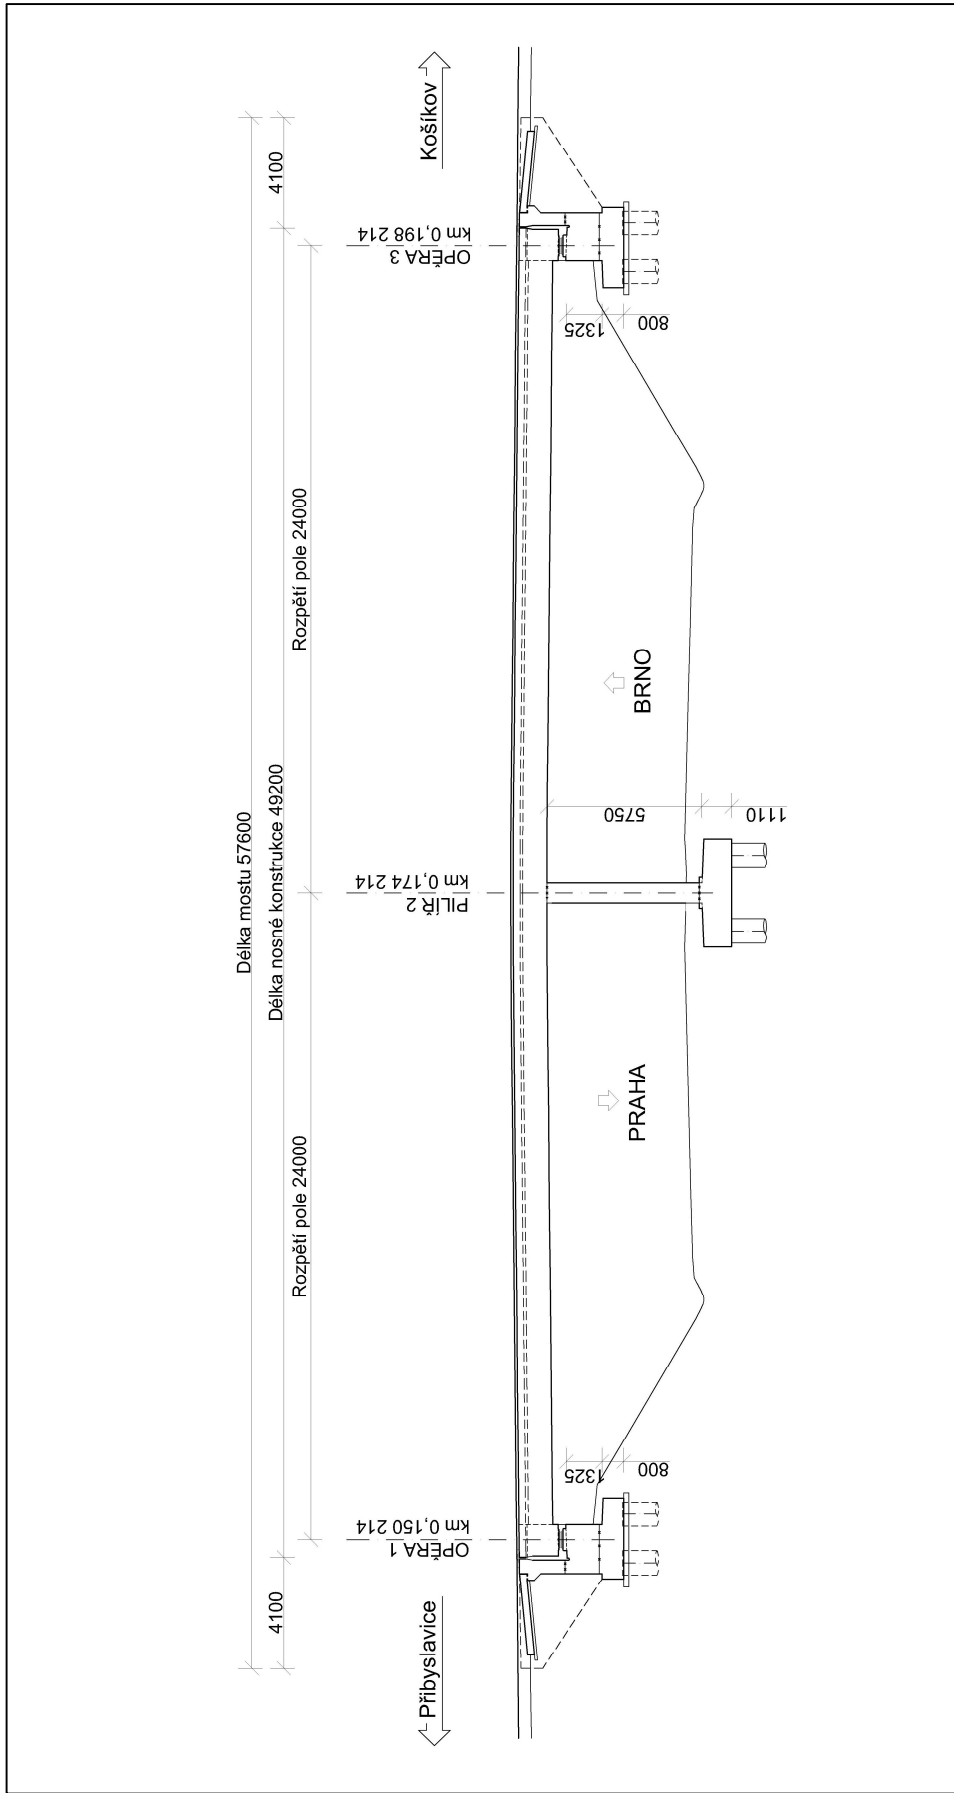 Délka mostu 57600
4100
Délka nosné konstrukce 49200
4100
Rozpětí pole 24000
Rozpětí pole 24000
OPĚRA 1
km 0,150 214
PILÍŘ 2
km 0,174 214
OPĚRA 3
km 0,198 214
Přibyslavice
Košíkov
1325
800
PRAHA
BRNO
5750
1110
1325
800